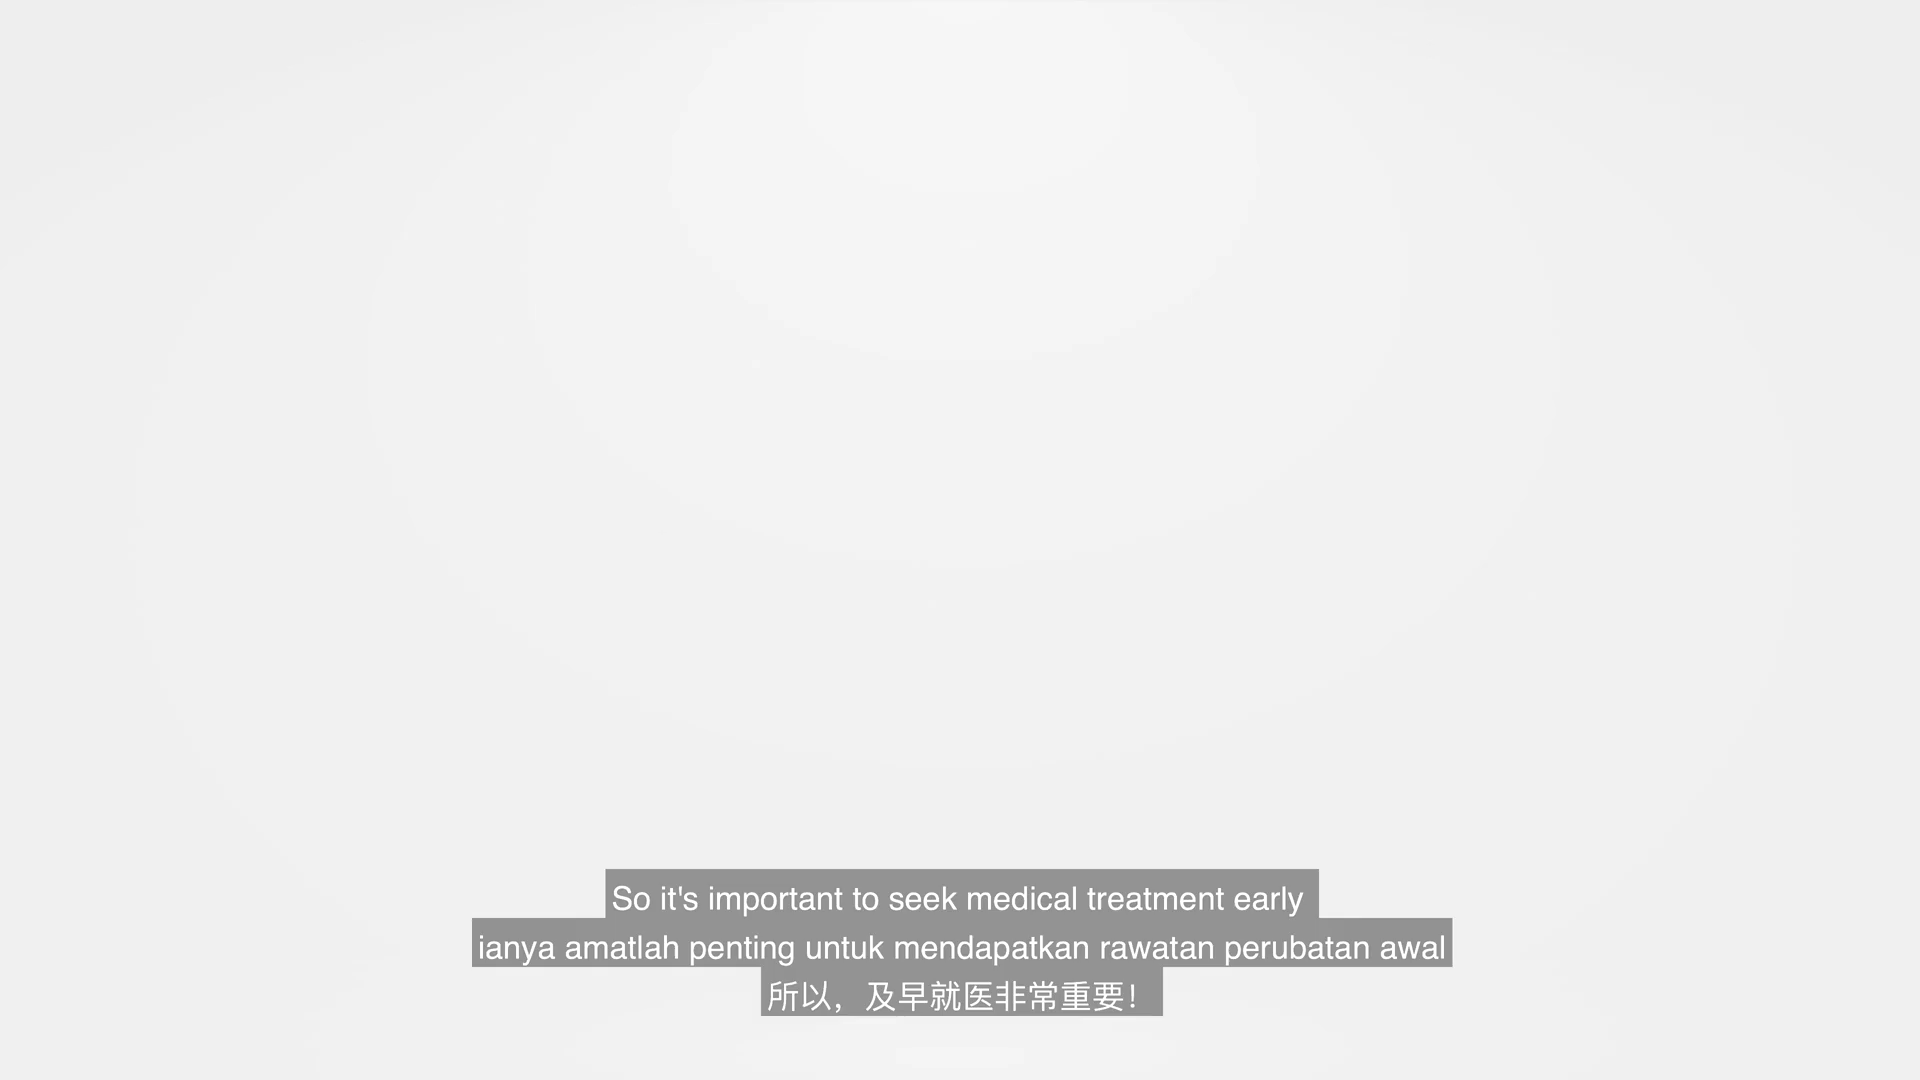 So it's important to seek medical treatment early
ianya amatlah penting untuk mendapatkan rawatan perubatan awal
所以，及早就医非常重要！